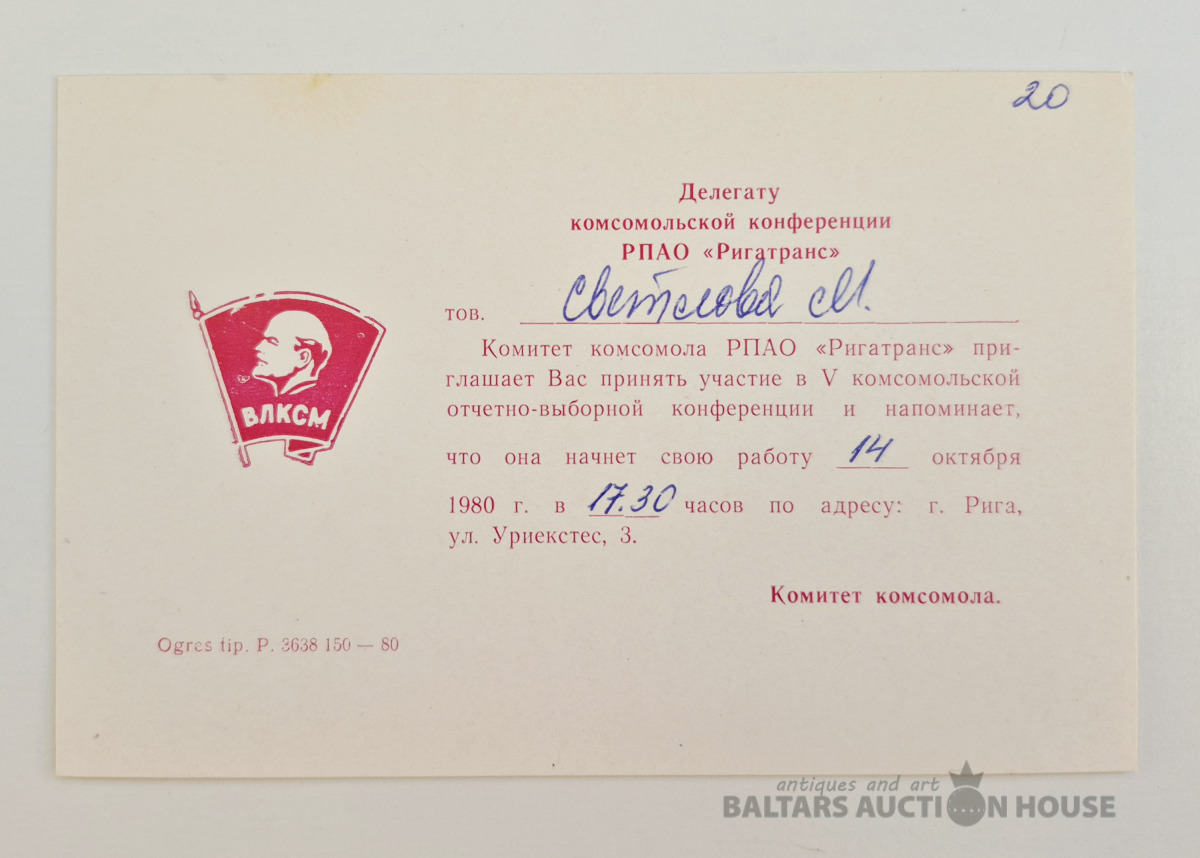 20
Делегату
комсомольской конференции
РПАО «Ригатранс»
тов. Светлова М.
Комитет комсомола РПАО «Ригатранс» при-
глашает Вас принять участие в V комсомольской
отчетно-выборной конференции и напоминает,
что она начнет свою работу 14 октября
1980 г. в 17.30 часов по адресу: г. Рига,
ул. Уриекстес, 3.
Комитет комсомола.
ВЛКСМ
Ogres tip. P. 3638 150 — 80
antiques and art
BALTARS AUCTION HOUSE